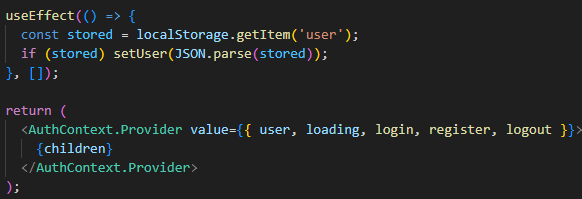 useEffect(() => {
  const stored = localStorage.getItem('user');
  if (stored) setUser(JSON.parse(stored));
}, []);

return (
  <AuthContext.Provider value={{ user, loading, login, register, logout }}>
    {children}
  </AuthContext.Provider>
);